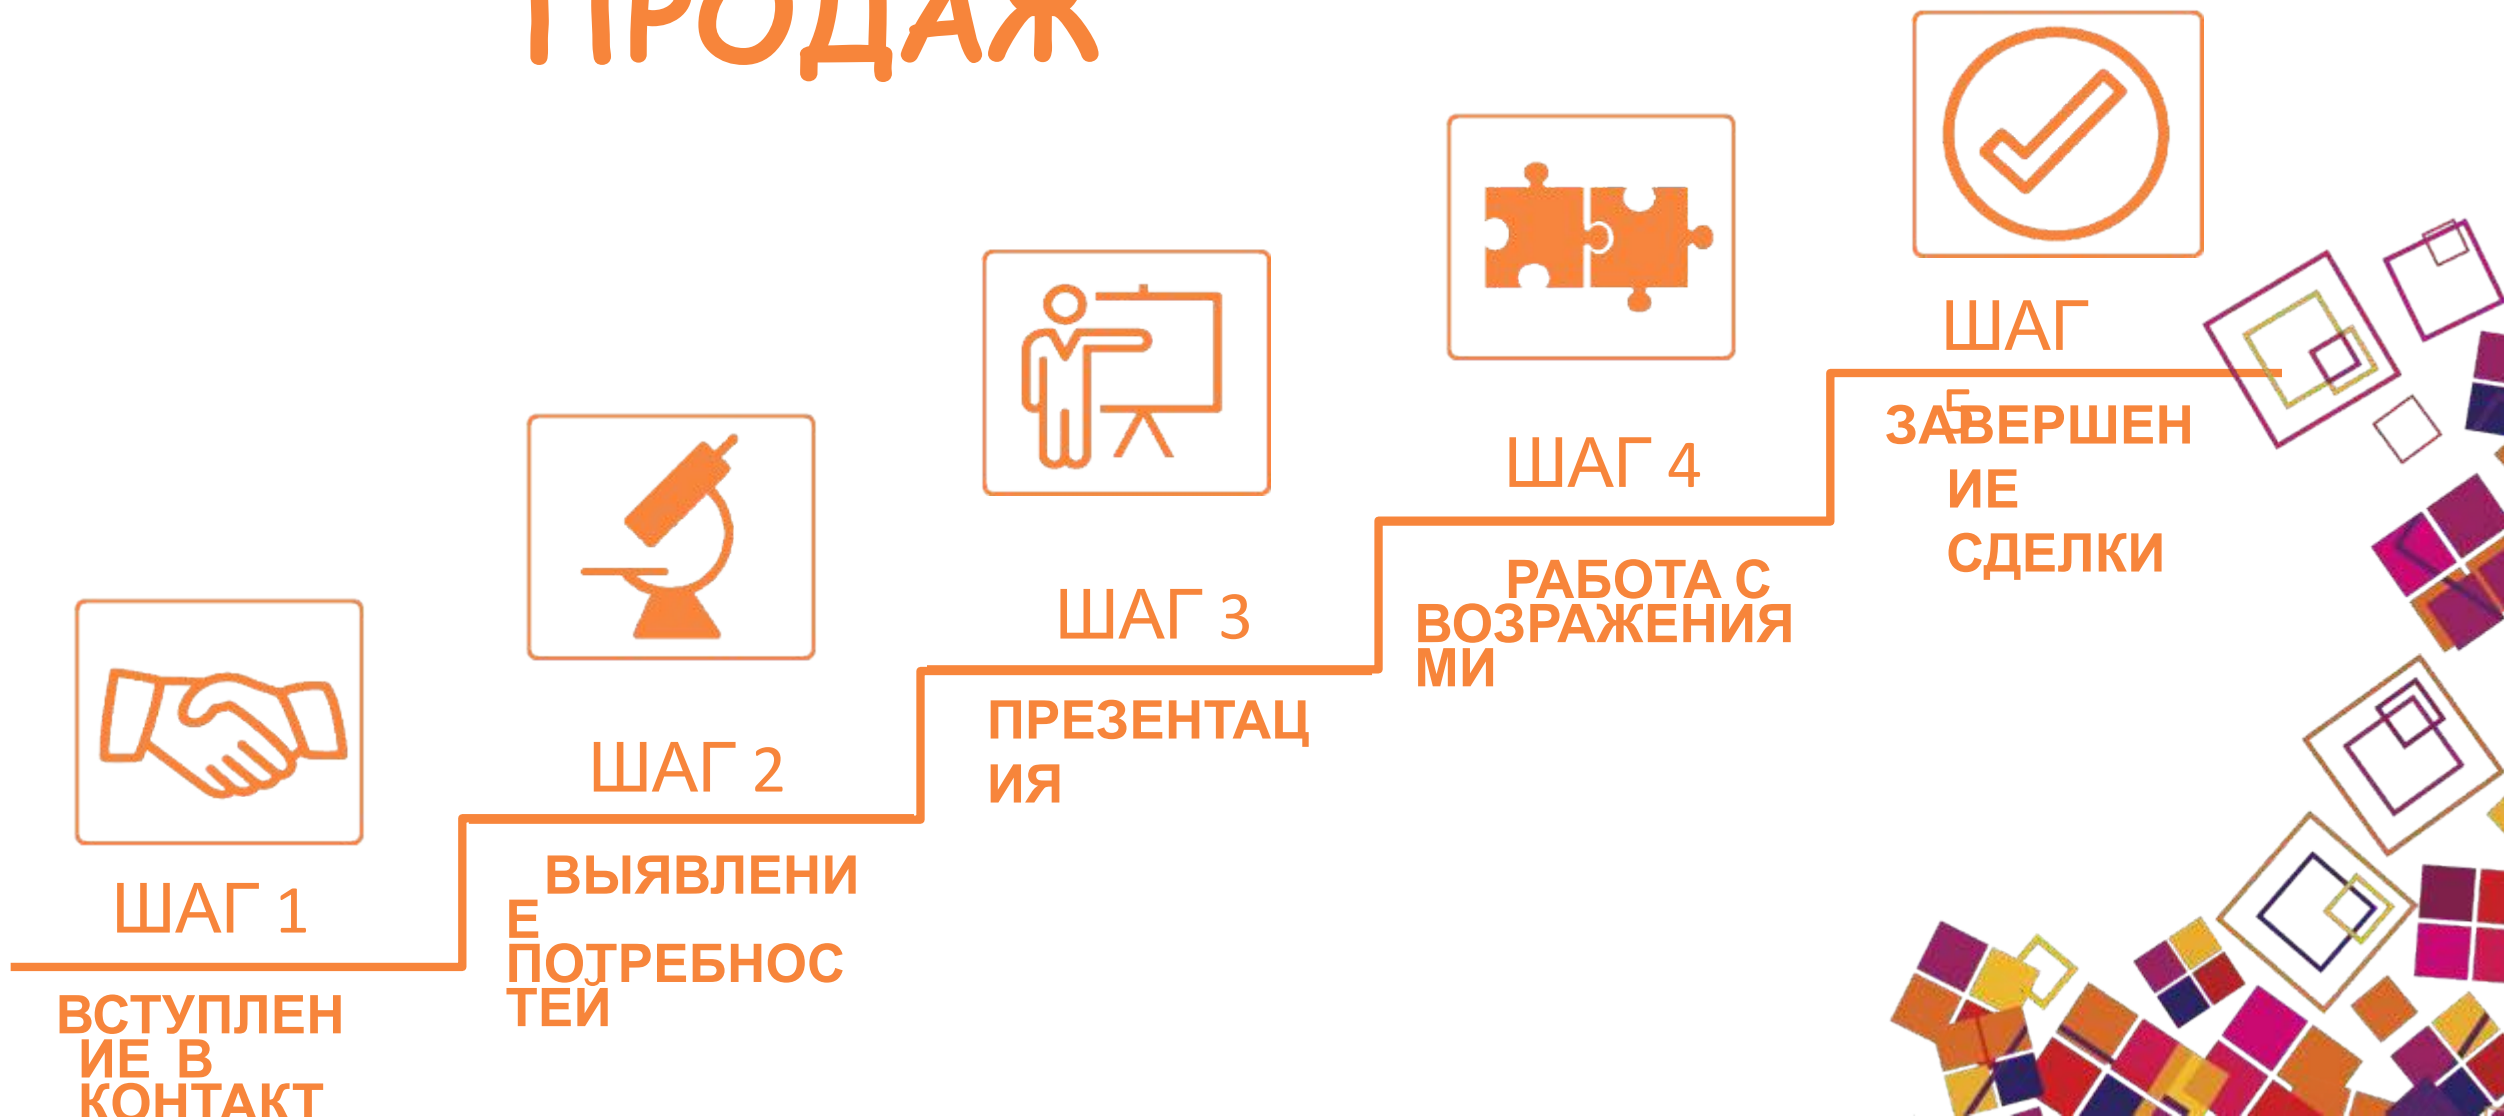 ПРОДАЖ
ШАГ 1
ВСТУПЛЕН
ИЕ В
КОНТАКТ
ШАГ 2
ВЫЯВЛЕНИ
Е
ПОТРЕБНОС
ТЕЙ
ШАГ 3
ПРЕЗЕНТАЦ
ИЯ
ШАГ 4
РАБОТА С
ВОЗРАЖЕНИЯ
МИ
ШАГ
5
ЗАВЕРШЕН
ИЕ
СДЕЛКИ